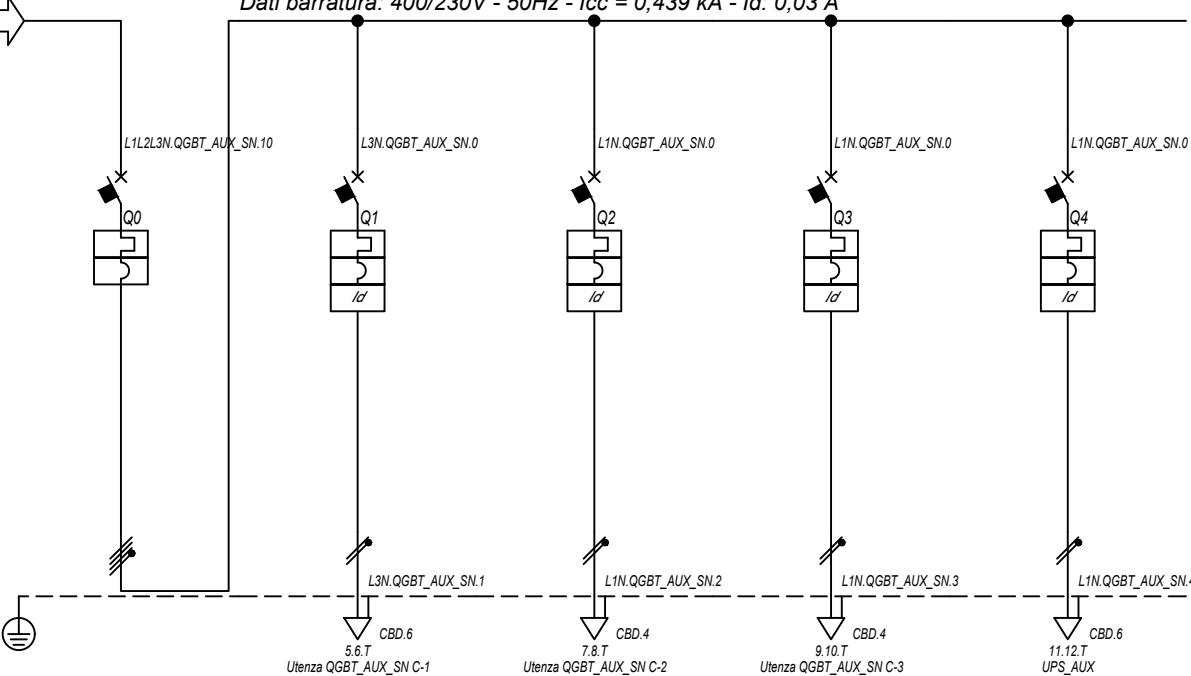 Dati barratura: 400/230V - 50Hz - Icc = 0,439 kA - Id: 0,03 A
L1L2L3N.QGBT_AUX_SN.10
L3N.QGBT_AUX_SN.0
L1N.QGBT_AUX_SN.0
L1N.QGBT_AUX_SN.0
L1N.QGBT_AUX_SN.0
Q0
Q1
Q2
Q3
Q4
Id
Id
Id
Id
L3N.QGBT_AUX_SN.1
L1N.QGBT_AUX_SN.2
L1N.QGBT_AUX_SN.3
L1N.QGBT_AUX_SN.4
CBD.6
CBD.4
CBD.4
CBD.6
5.6.T
Utenza QGBT_AUX_SN C-1
7.8.T
Utenza QGBT_AUX_SN C-2
9.10.T
Utenza QGBT_AUX_SN C-3
11.12.T
UPS_AUX